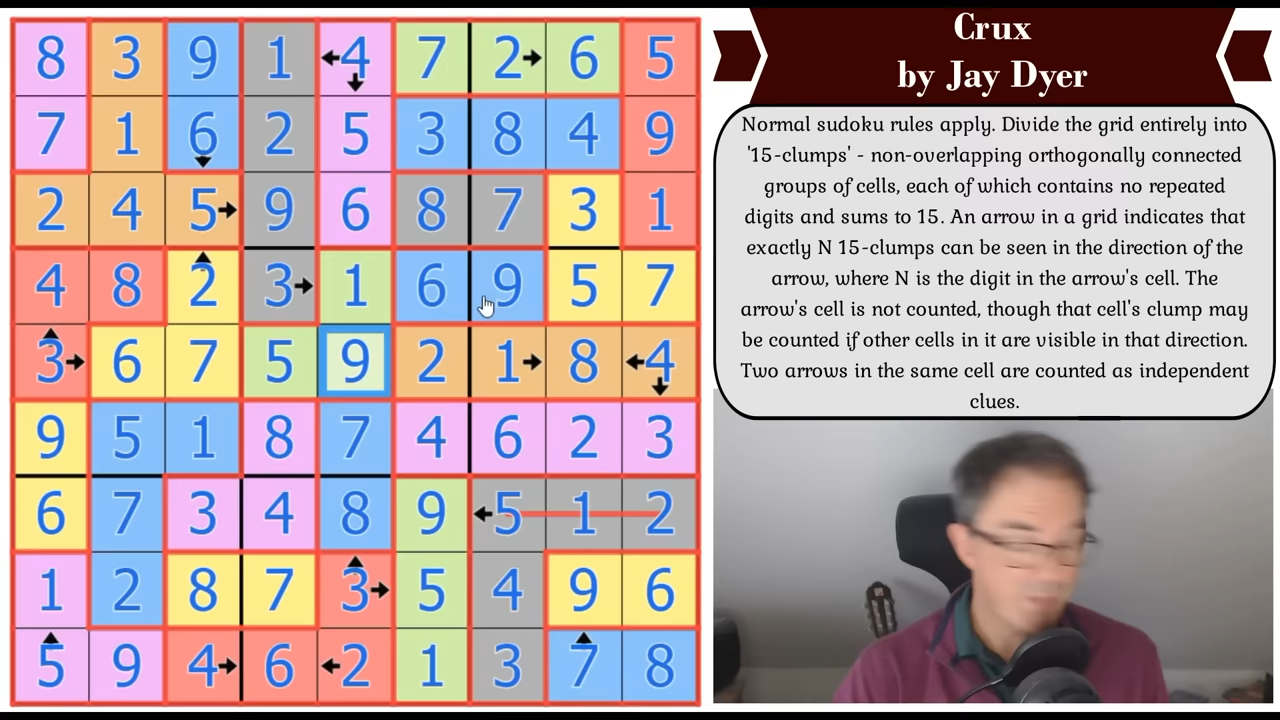 8 3 9 1 4 7 2 6 5
7 1 6 2 5 3 8 4 9
2 4 5 9 6 8 7 3 1
4 8 2 3 1 6 9 5 7
3 6 7 5 9 2 1 8 4
9 5 1 8 7 4 6 2 3
6 7 3 4 8 9 5 1 2
1 2 8 7 3 5 4 9 6
5 9 4 6 2 1 3 7 8
Crux
by Jay Dyer
Normal sudoku rules apply. Divide the grid entirely into
'15-clumps' - non-overlapping orthogonally connected
groups of cells, each of which contains no repeated
digits and sums to 15. An arrow in a grid indicates that
exactly N 15-clumps can be seen in the direction of the
arrow, where N is the digit in the arrow's cell. The
arrow's cell is not counted, though that cell's clump may
be counted if other cells in it are visible in that direction.
Two arrows in the same cell are counted as independent
clues.